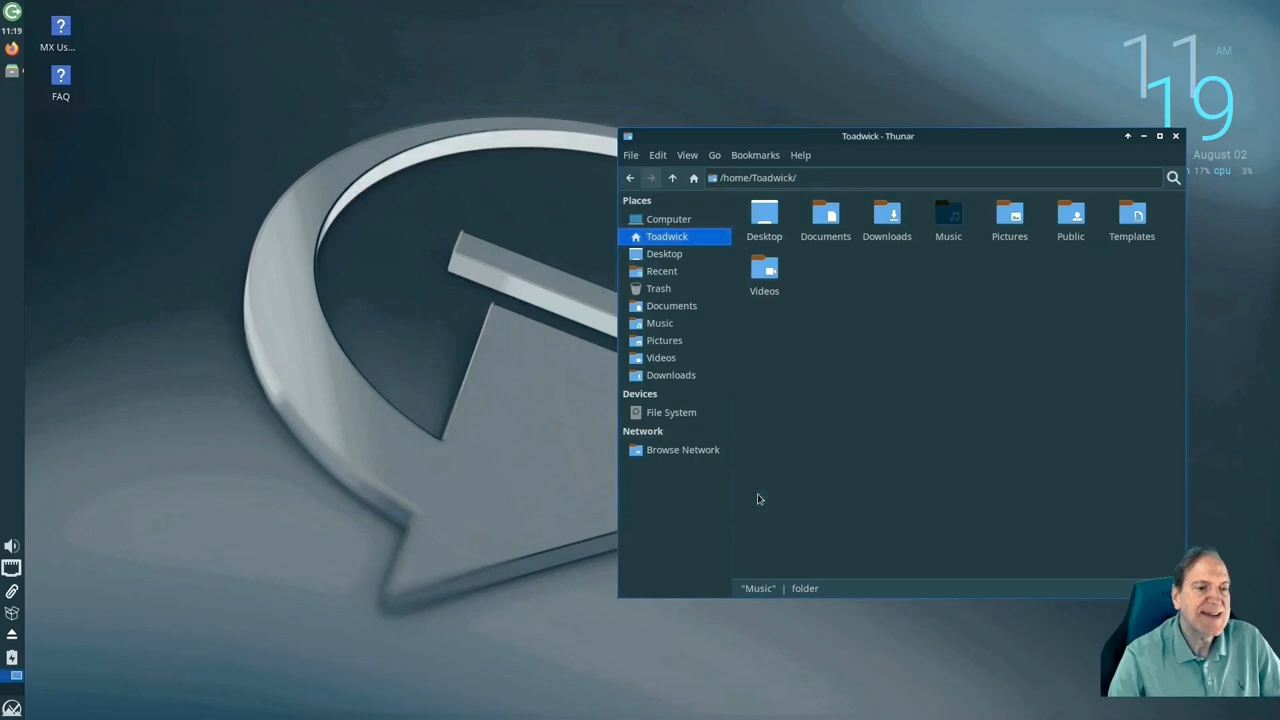 11:19
MX Us...
FAQ
11 AM
19
August 02
17% cpu 3%
Toadwick - Thunar
File Edit View Go Bookmarks Help
/home/Toadwick/
Places
Computer
Toadwick
Desktop
Recent
Trash
Documents
Music
Pictures
Videos
Downloads
Devices
File System
Network
Browse Network
Desktop Documents Downloads Music Pictures Public Templates
Videos
"Music" | folder